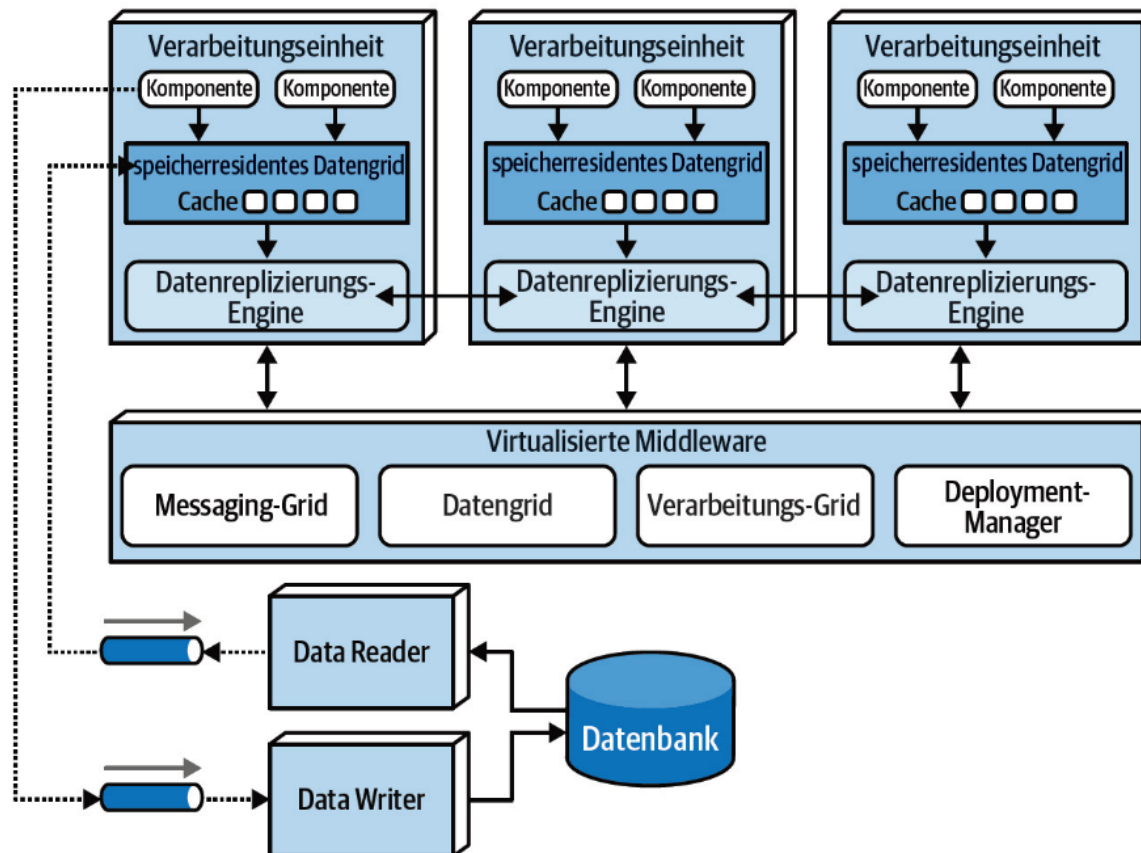 Verarbeitungseinheit
Komponente
Komponente
speicherresidentes Datengrid
Cache
Datenreplizierungs-
Engine
Verarbeitungseinheit
Komponente
Komponente
speicherresidentes Datengrid
Cache
Datenreplizierungs-
Engine
Verarbeitungseinheit
Komponente
Komponente
speicherresidentes Datengrid
Cache
Datenreplizierungs-
Engine
Virtualisierte Middleware
Messaging-Grid
Datengrid
Verarbeitungs-Grid
Deployment-
Manager
Data Reader
Datenbank
Data Writer